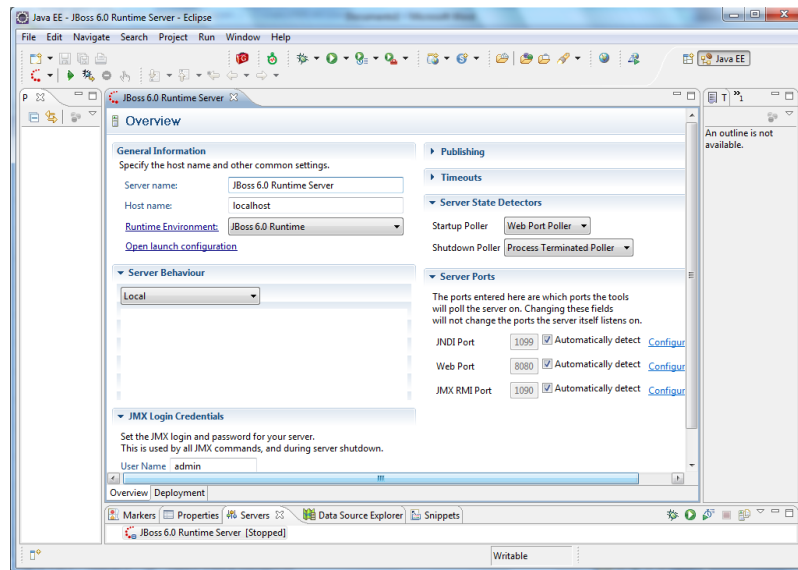 Java EE - JBoss 6.0 Runtime Server - Eclipse
File Edit Navigate Search Project Run Window Help
Java EE
P
JBoss 6.0 Runtime Server
T
»1
Overview
An outline is not
available.
General Information
Specify the host name and other common settings.
Server name: JBoss 6.0 Runtime Server
Host name: localhost
Runtime Environment: JBoss 6.0 Runtime
Open launch configuration
Server Behaviour
Local
JMX Login Credentials
Set the JMX login and password for your server.
This is used by all JMX commands, and during server shutdown.
User Name admin
Publishing
Timeouts
Server State Detectors
Startup Poller Web Port Poller
Shutdown Poller Process Terminated Poller
Server Ports
The ports entered here are which ports the tools
will poll the server on. Changing these fields
will not change the ports the server itself listens on.
JNDI Port 1099 Automatically detect Configur
Web Port 8080 Automatically detect Configur
JMX RMI Port 1090 Automatically detect Configur
Overview Deployment
Markers Properties Servers Data Source Explorer Snippets
JBoss 6.0 Runtime Server [Stopped]
Writable